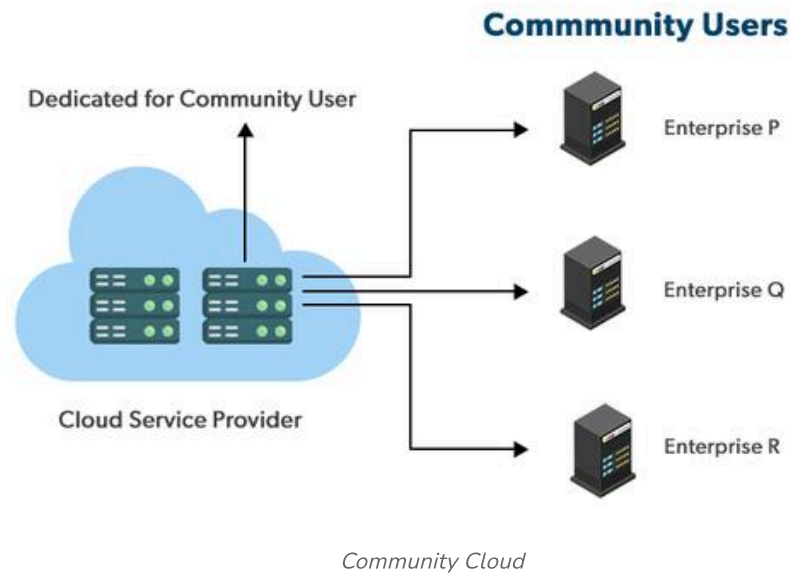 Commmunity Users
Dedicated for Community User
Enterprise P
Enterprise Q
Cloud Service Provider
Enterprise R
Community Cloud